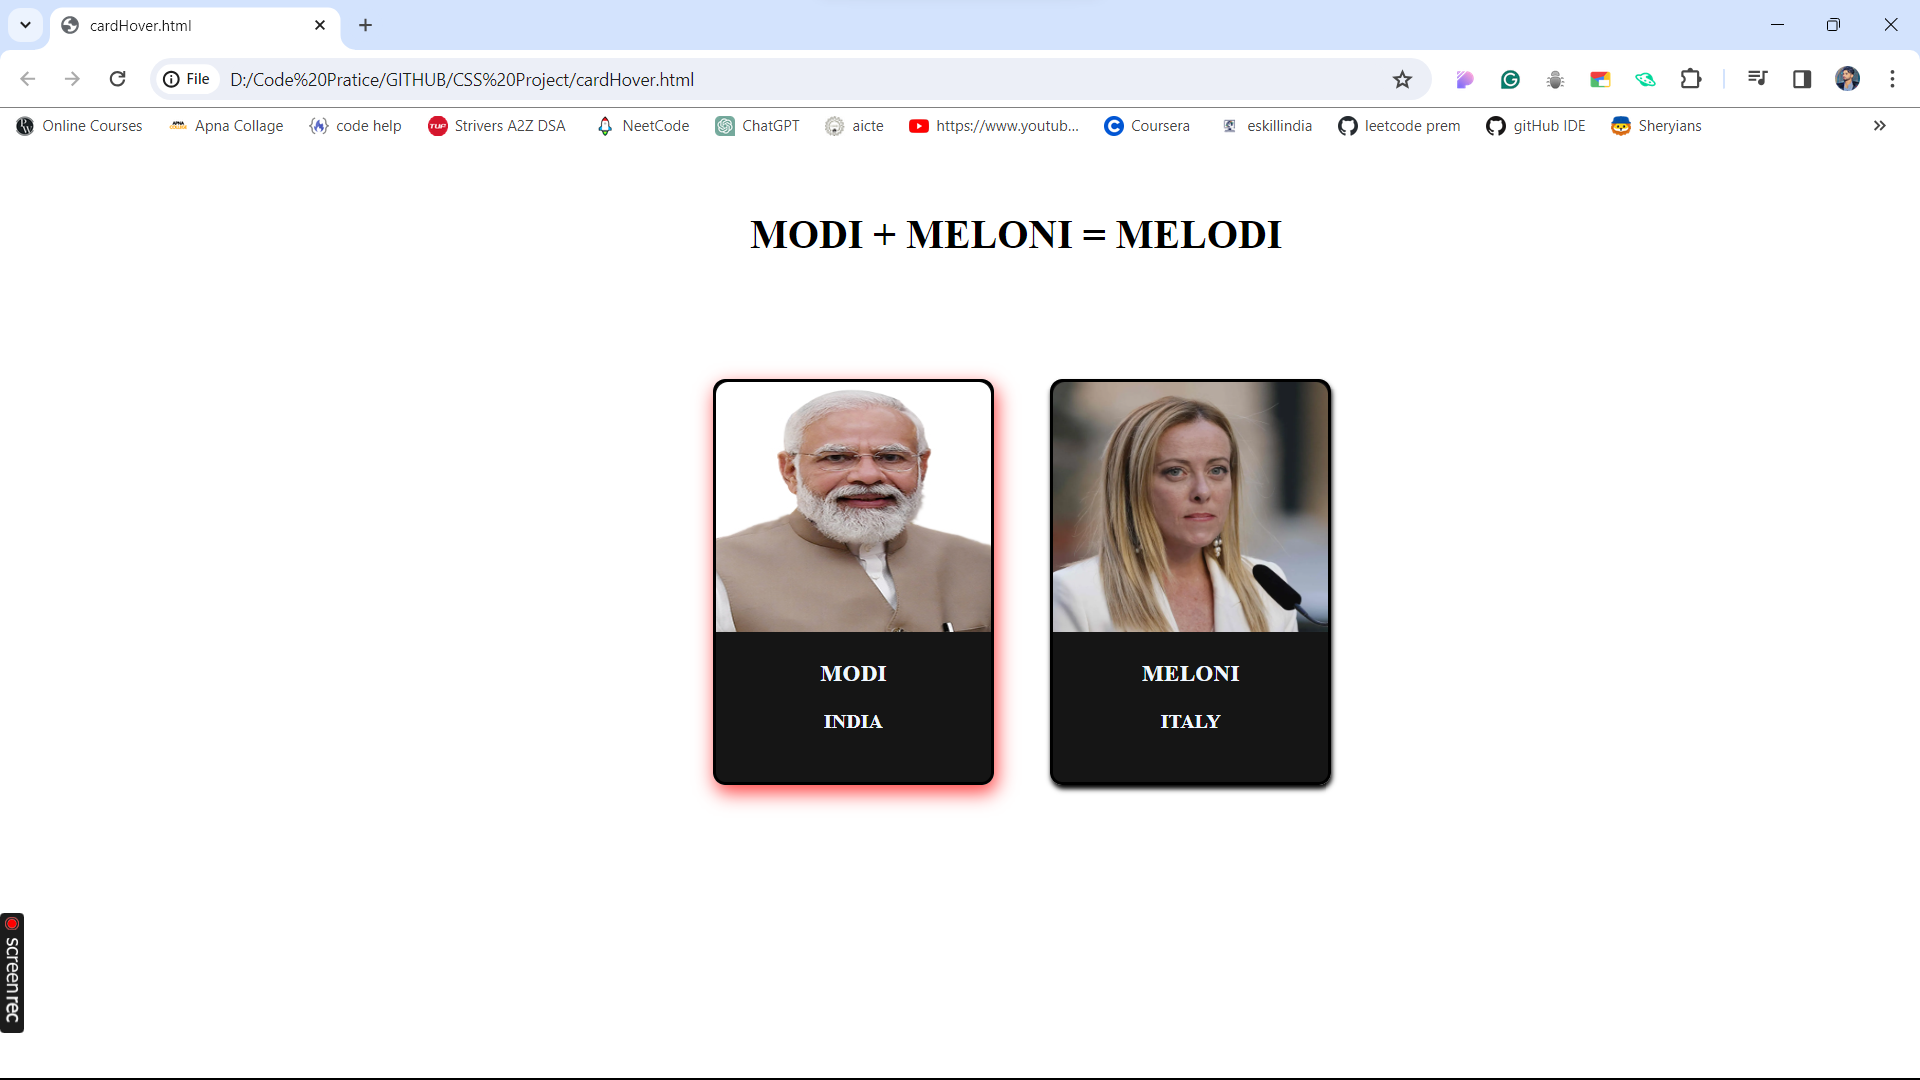 cardHover.html
File D:/Code%20Pratice/GITHUB/CSS%20Project/cardHover.html
Online Courses Apna Collage code help Strivers A2Z DSA NeetCode ChatGPT aicte https://www.youtub... Coursera eskillindia leetcode prem gitHub IDE Sheryians
MODI + MELONI = MELODI
MODI
INDIA
MELONI
ITALY
screenrec